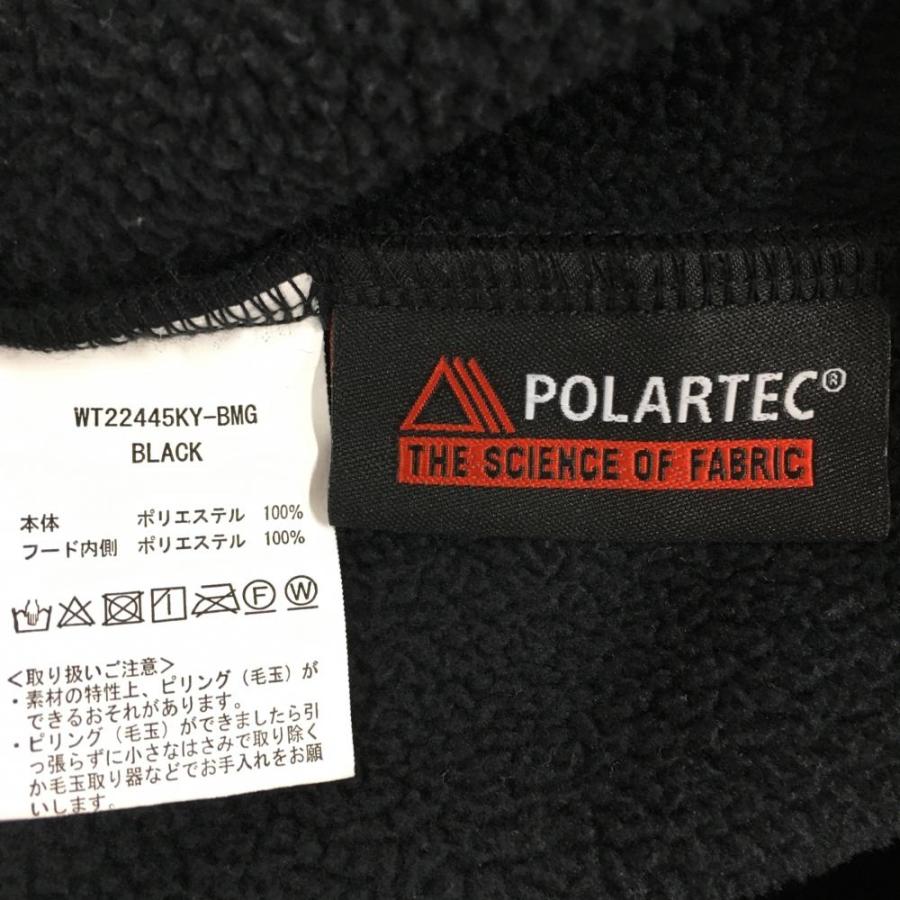 WT22445KY-BMG
BLACK
本体 ポリエステル 100%
フード内側 ポリエステル 100%
F W
<取り扱いご注意>
・素材の特性上、ピリング(毛玉)が
できるおそれがあります。
・ピリング(毛玉)ができましたら引
っ張らずに小さなはさみで取り除く
か毛玉取り器などでお手入れをお願
いします。
POLARTEC®
THE SCIENCE OF FABRIC